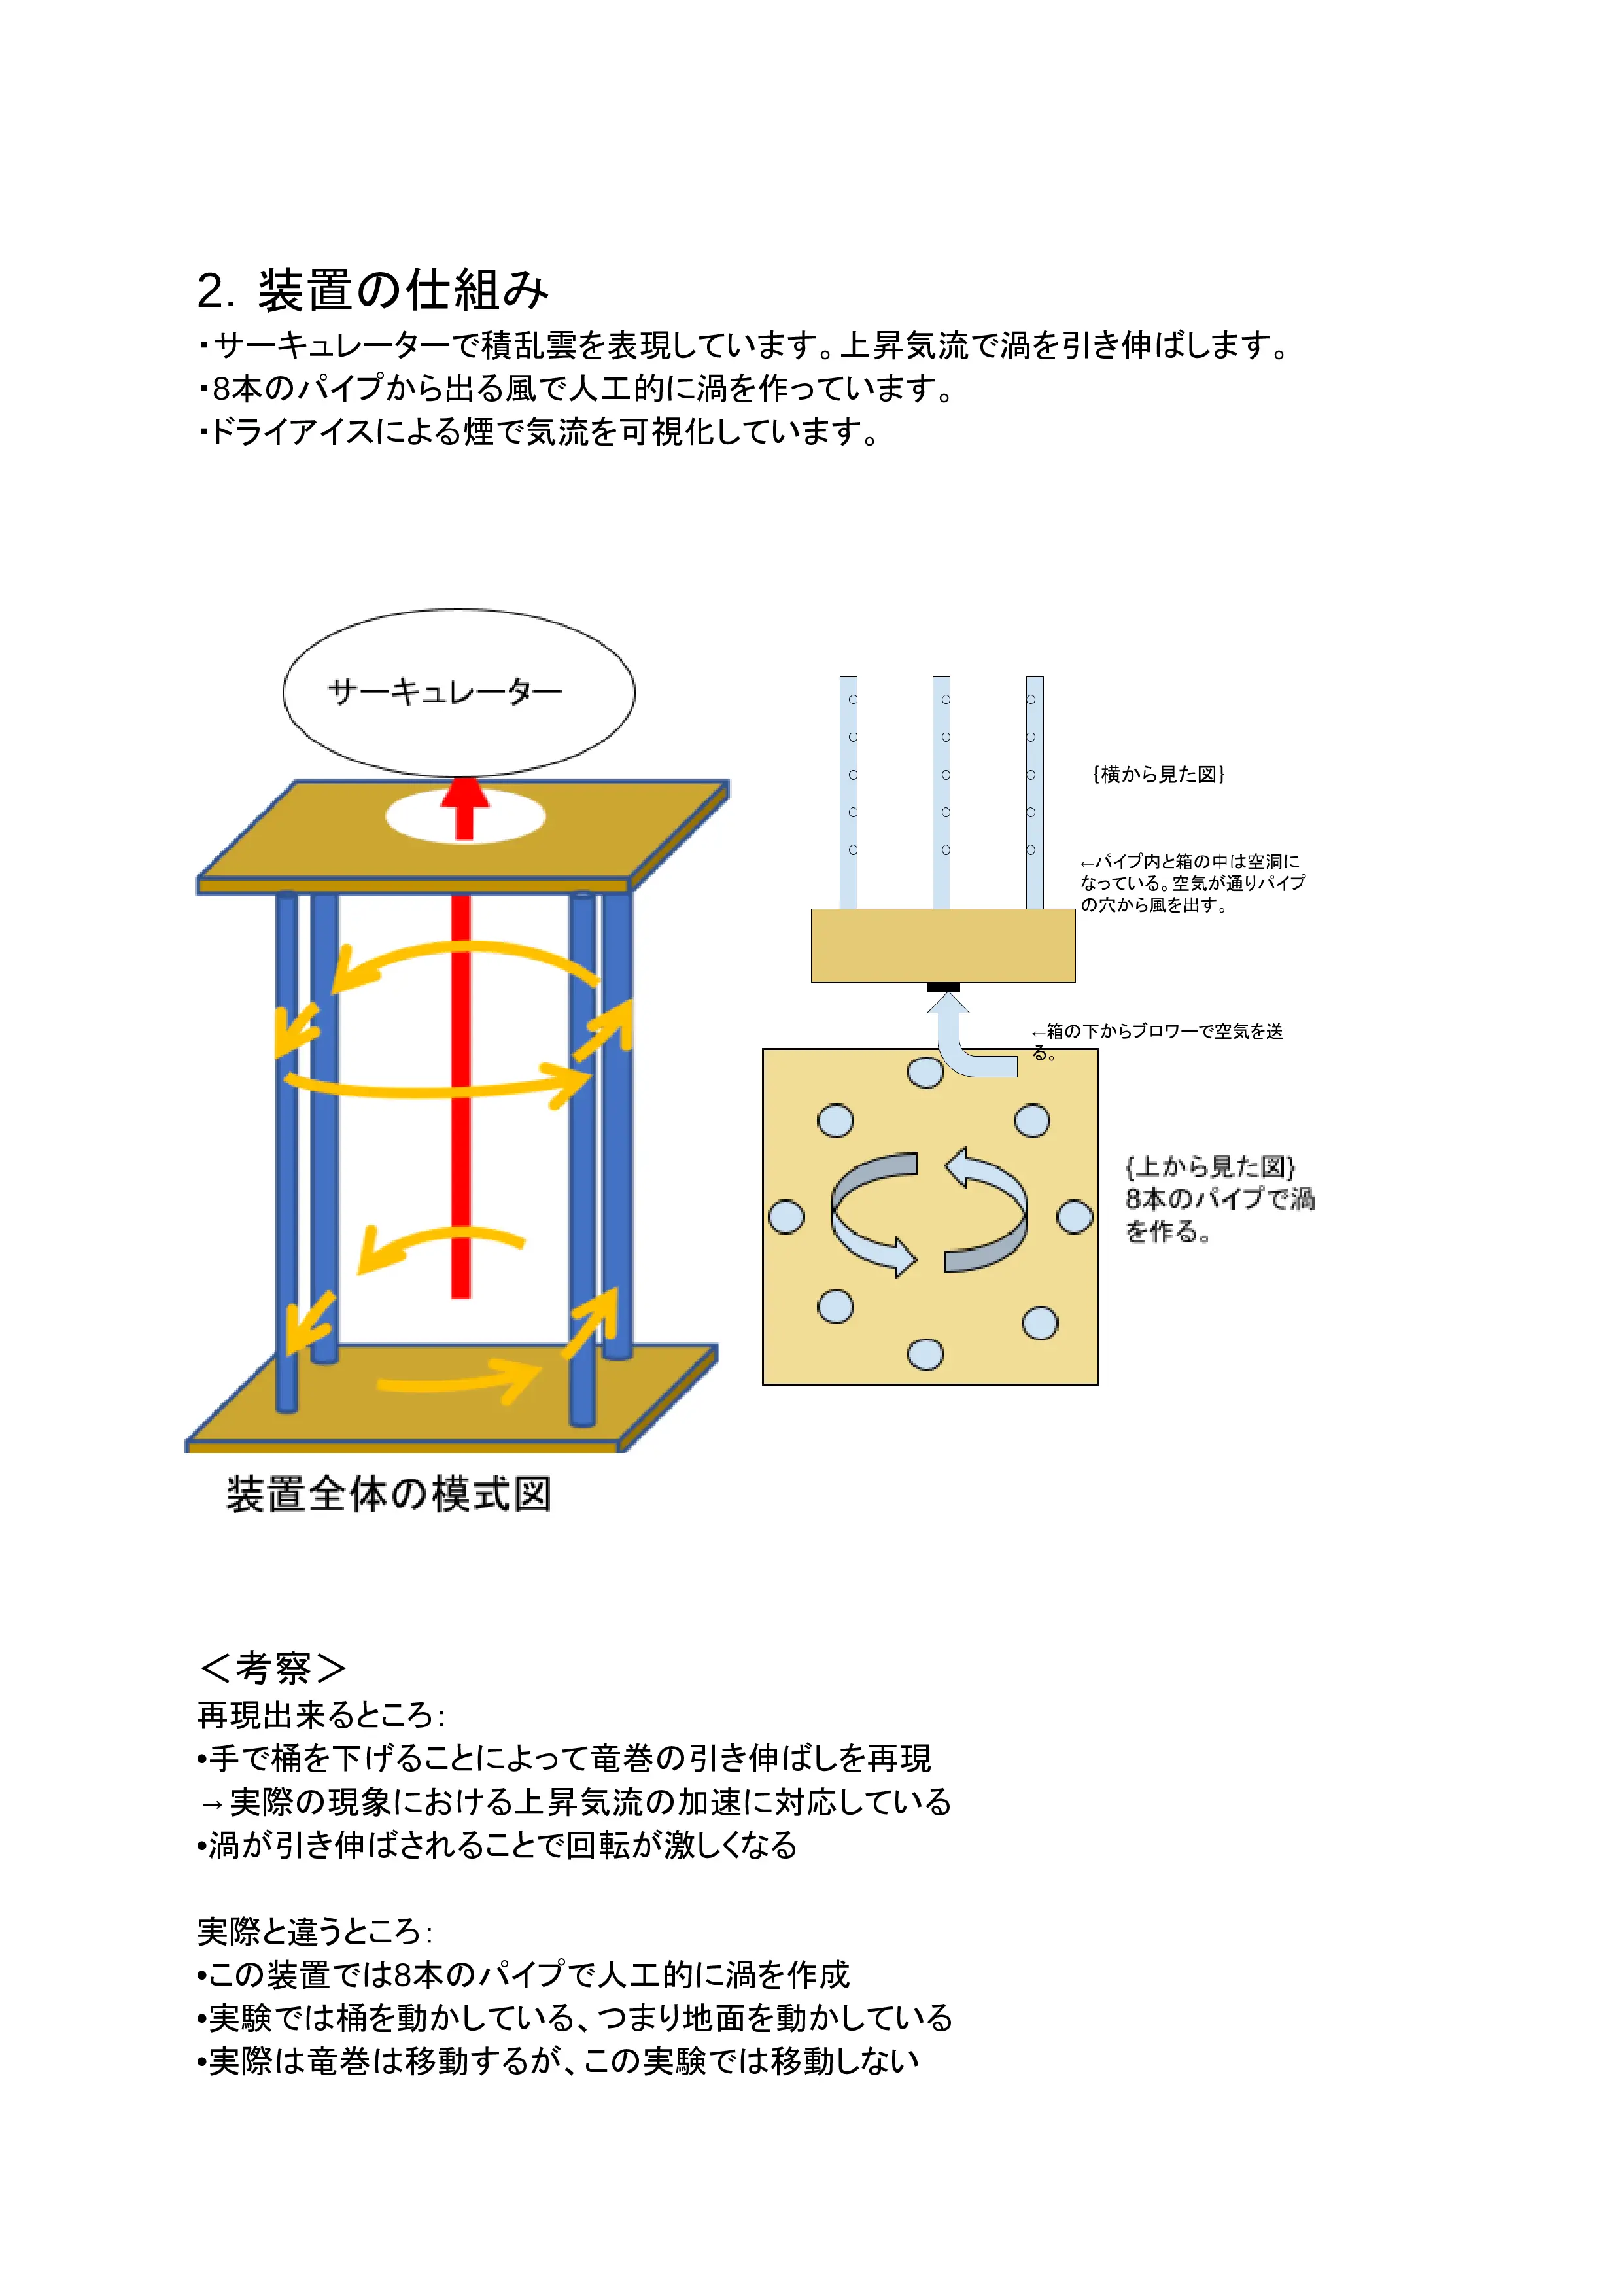 2. 装置の仕組み
・サーキュレーターで積乱雲を表現しています。上昇気流で渦を引き伸ばします。
・8本のパイプから出る風で人工的に渦を作っています。
・ドライアイスによる煙で気流を可視化しています。
サーキュレーター
{横から見た図}
←パイプ内と箱の中は空洞に
なっている。空気が通りパイプ
の穴から風を出す。
←箱の下からブロワーで空気を送
る。
{上から見た図}
8本のパイプで渦
を作る。
装置全体の模式図
＜考察＞
再現出来るところ：
•手で桶を下げることによって竜巻の引き伸ばしを再現
→実際の現象における上昇気流の加速に対応している
•渦が引き伸ばされることで回転が激しくなる
実際と違うところ：
•この装置では8本のパイプで人工的に渦を作成
•実験では桶を動かしている、つまり地面を動かしている
•実際は竜巻は移動するが、この実験では移動しない